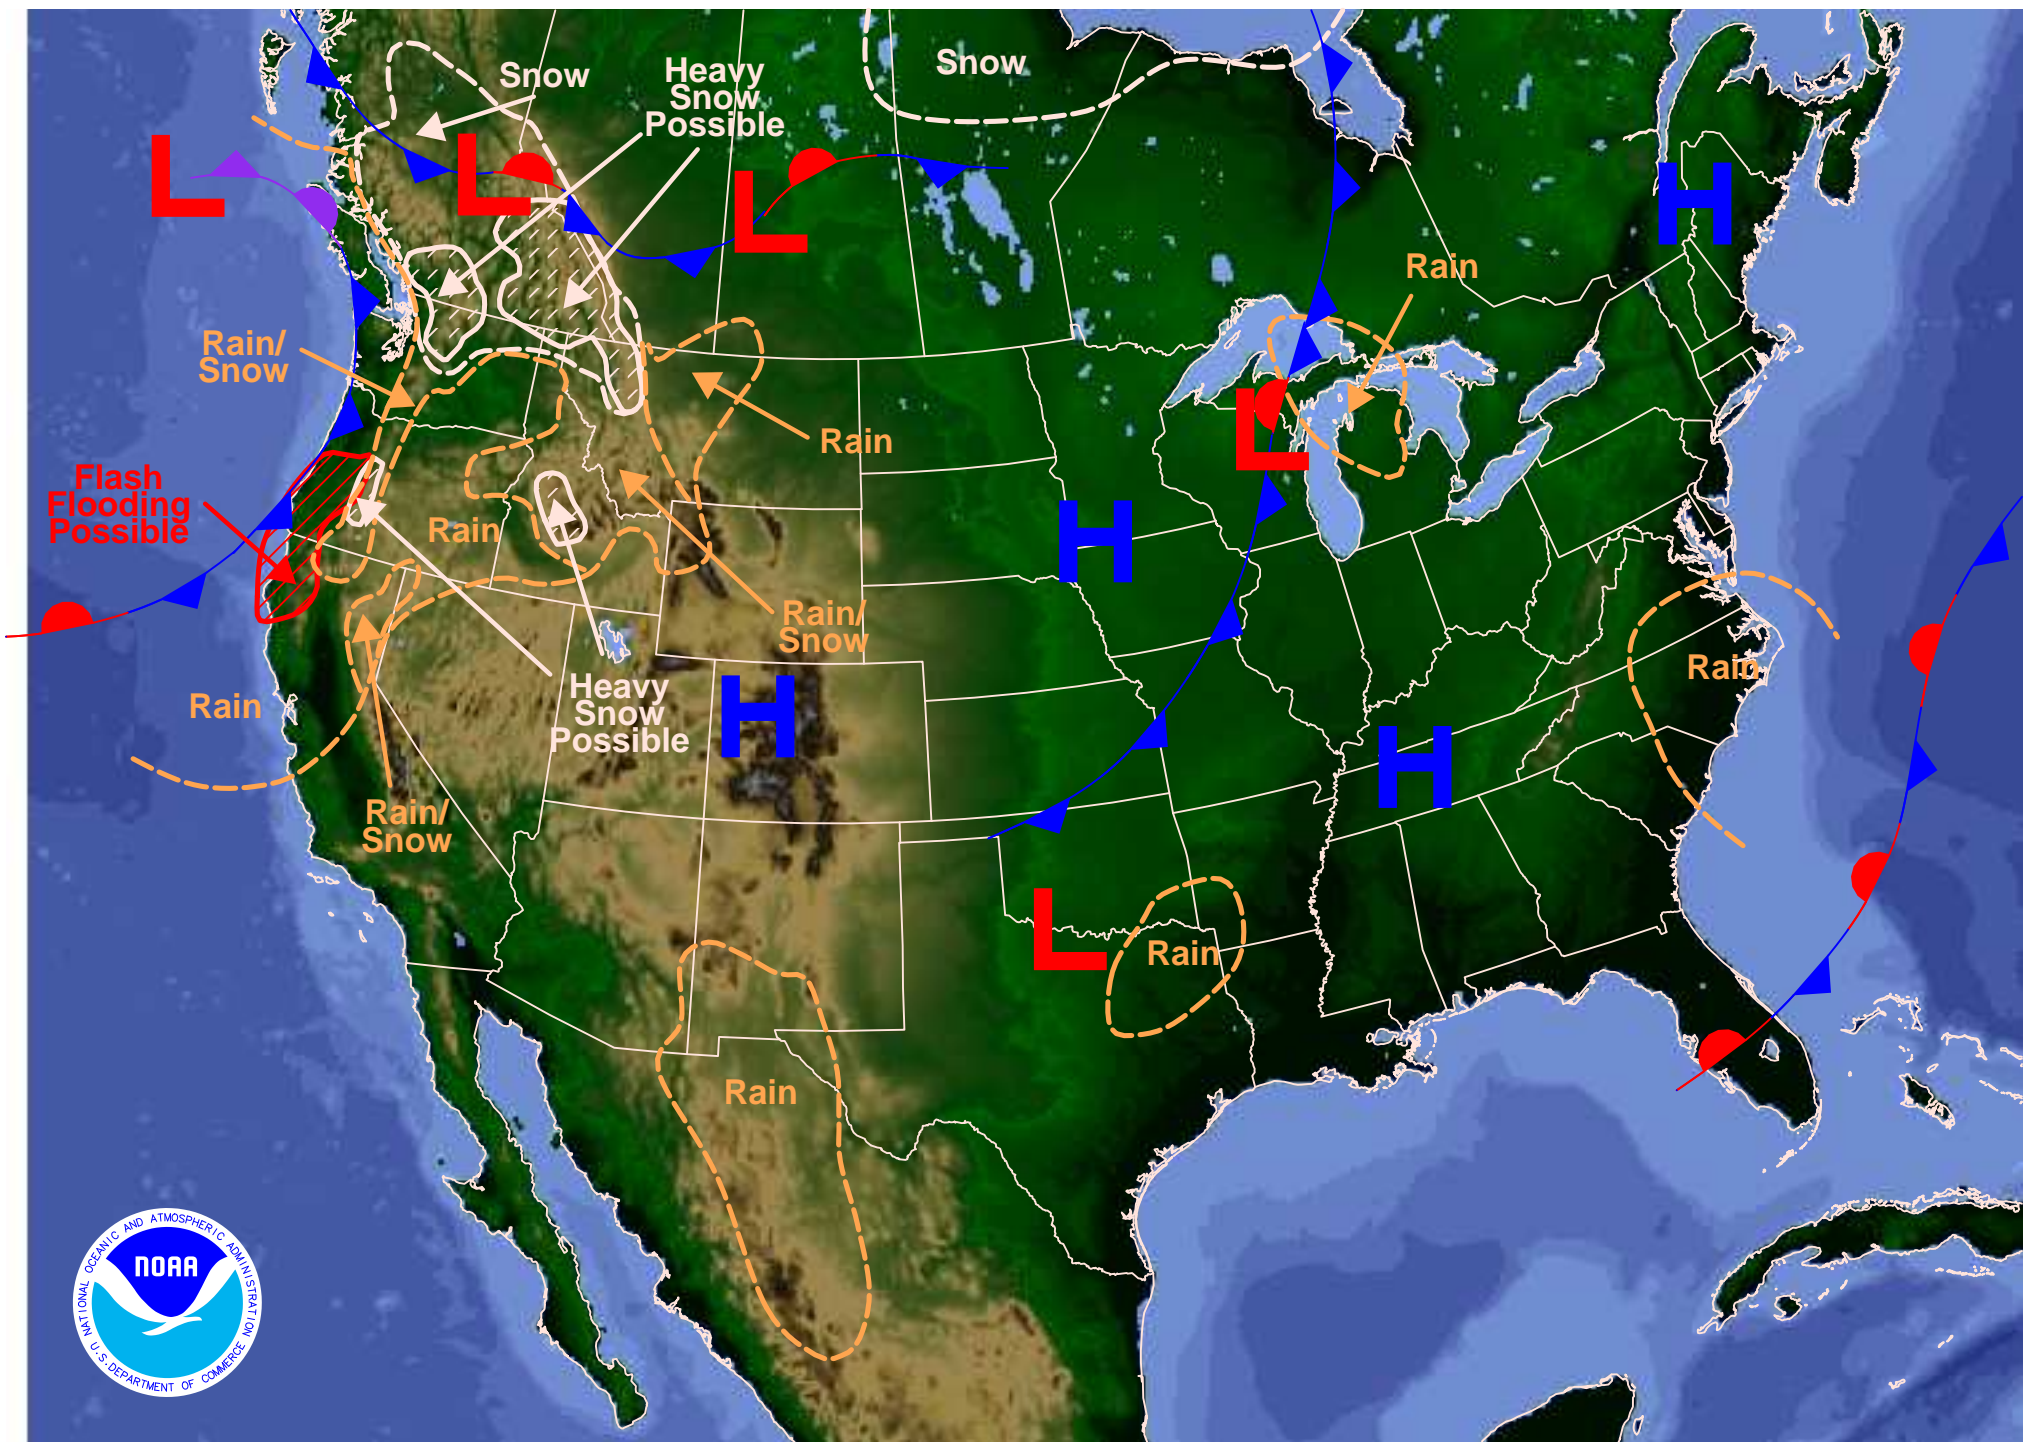 Snow
Heavy
Snow
Possible
Snow
L
L
L
H
Rain
Rain/
Snow
L
Rain
Flash
Flooding
Possible
Rain
H
Rain/
Snow
Rain
Rain
Heavy
Snow
Possible
H
H
Rain/
Snow
L
Rain
Rain
NATIONAL OCEANIC AND ATMOSPHERIC ADMINISTRATION
NOAA
U.S. DEPARTMENT OF COMMERCE